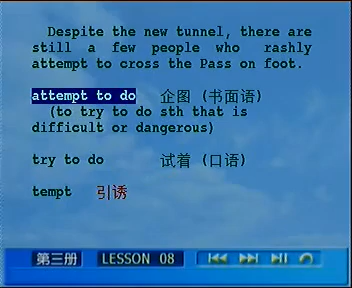 Despite the new tunnel, there are
still a few people who rashly
attempt to cross the Pass on foot.
attempt to do 企图 (书面语)
(to try to do sth that is
difficult or dangerous)
try to do 试着 (口语)
tempt 引诱
第三册 LESSON 08